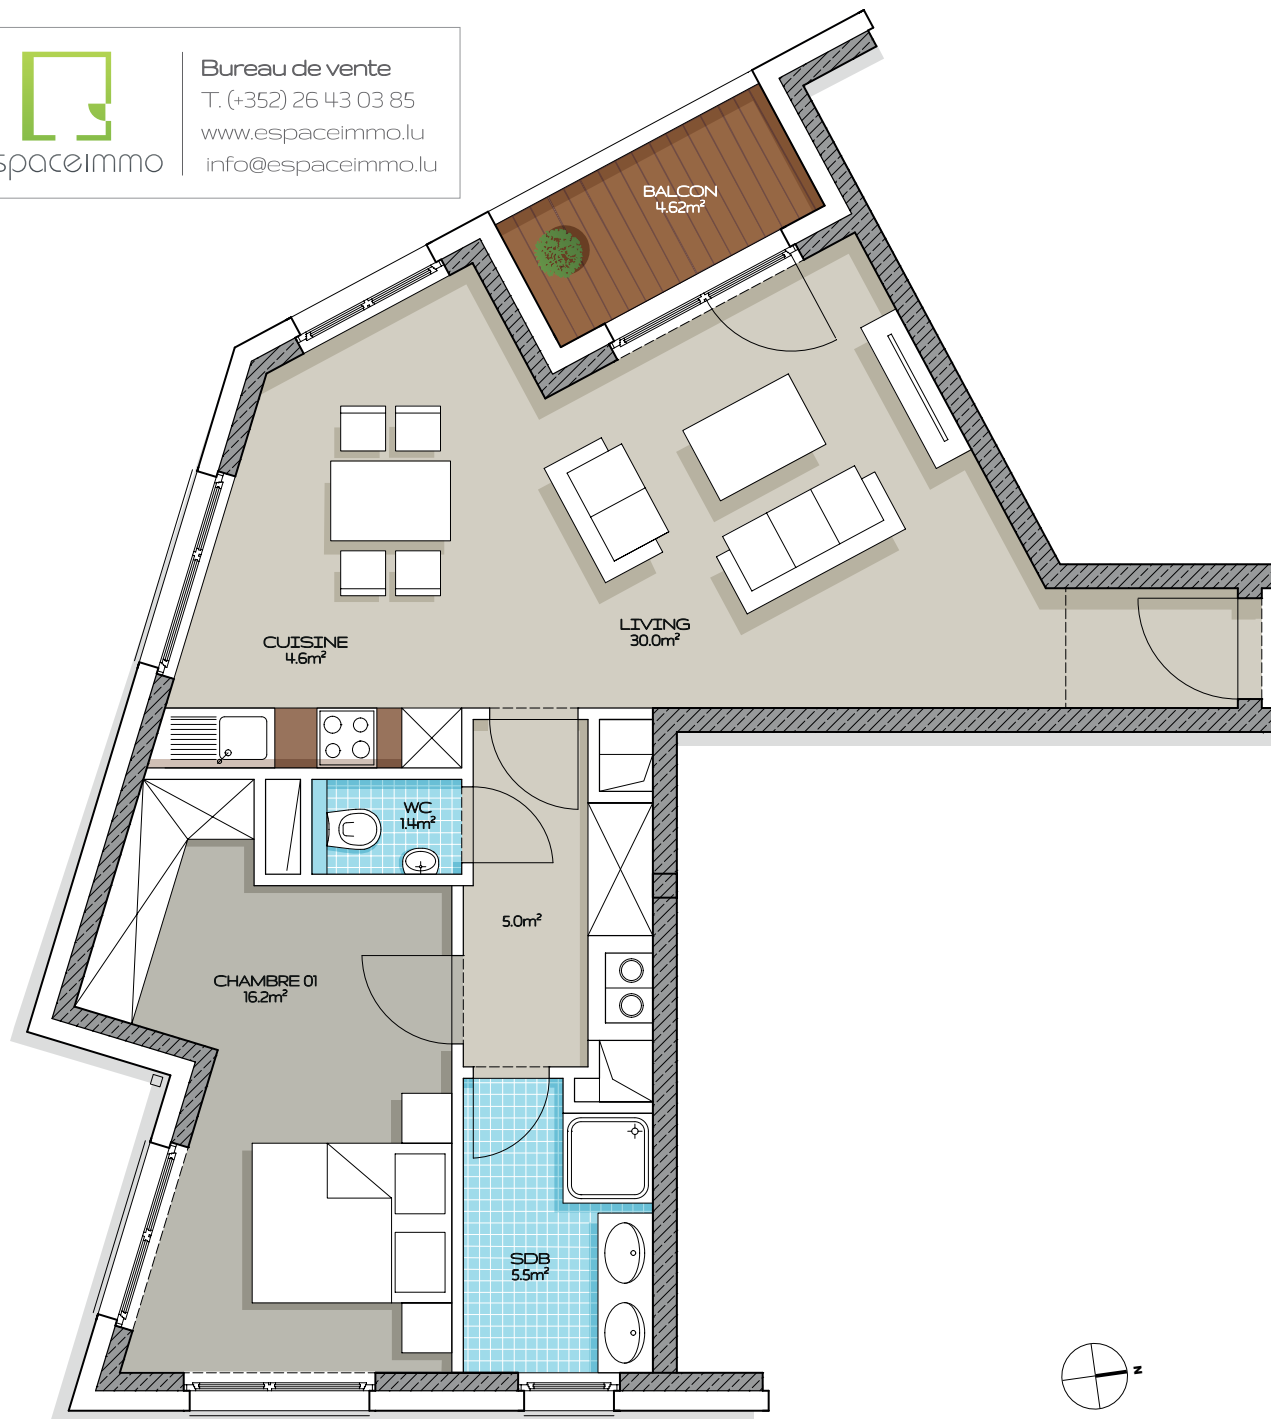 spaceimmo
Bureau de vente
T. (+352) 26 43 03 85
www.espaceimmo.lu
info@espaceimmo.lu
BALCON
4.62m²
LIVING
30.0m²
CUISINE
4.6m²
WC
1.4m²
5.0m²
CHAMBRE 01
16.2m²
SDB
5.5m²
N